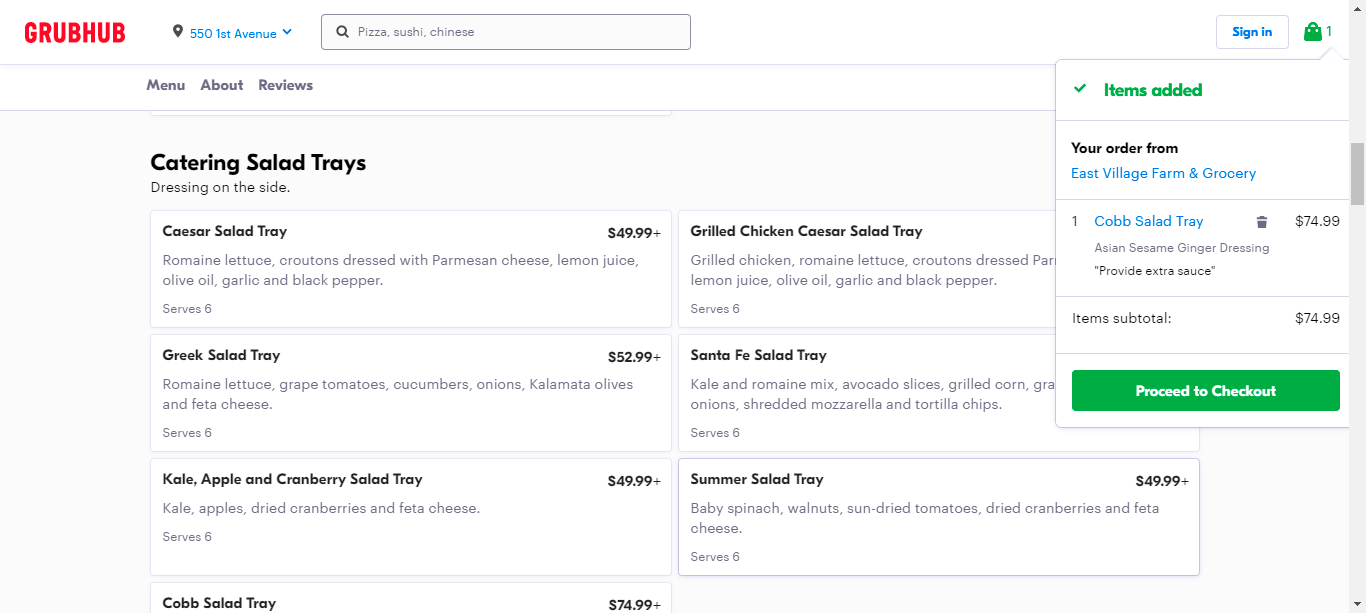 GRUBHUB
550 1st Avenue
Pizza, sushi, chinese
Sign in
1
Menu
About
Reviews
Items added
Your order from
East Village Farm & Grocery
1 Cobb Salad Tray $74.99
Asian Sesame Ginger Dressing
"Provide extra sauce"
Items subtotal: $74.99
Proceed to Checkout
Catering Salad Trays
Dressing on the side.
Caesar Salad Tray $49.99+
Romaine lettuce, croutons dressed with Parmesan cheese, lemon juice,
olive oil, garlic and black pepper.
Serves 6
Grilled Chicken Caesar Salad Tray
Grilled chicken, romaine lettuce, croutons dressed
lemon juice, olive oil, garlic and black pepper.
Serves 6
Greek Salad Tray $52.99+
Romaine lettuce, grape tomatoes, cucumbers, onions, Kalamata olives
and feta cheese.
Serves 6
Santa Fe Salad Tray
Kale and romaine mix, avocado slices, grilled corn,
onions, shredded mozzarella and tortilla chips.
Serves 6
Kale, Apple and Cranberry Salad Tray $49.99+
Kale, apples, dried cranberries and feta cheese.
Serves 6
Summer Salad Tray $49.99+
Baby spinach, walnuts, sun-dried tomatoes, dried cranberries and feta
cheese.
Serves 6
Cobb Salad Tray $74.99+